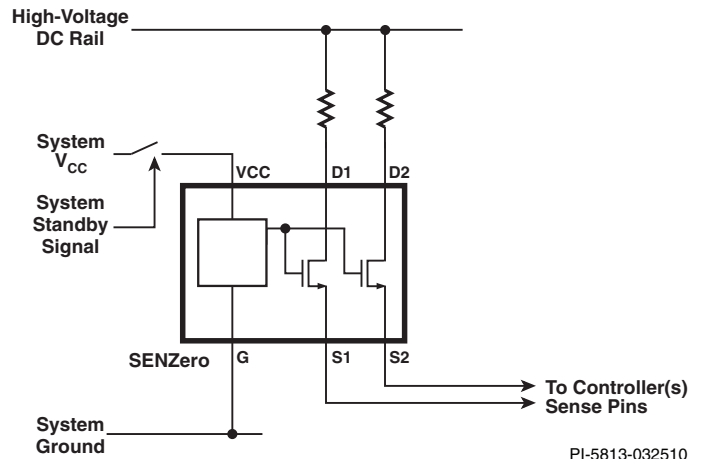 High-Voltage
DC Rail
System
VCC
System
Standby
Signal
VCC
D1
D2
SENZero
G
S1
S2
To Controller(s)
Sense Pins
System
Ground
PI-5813-032510